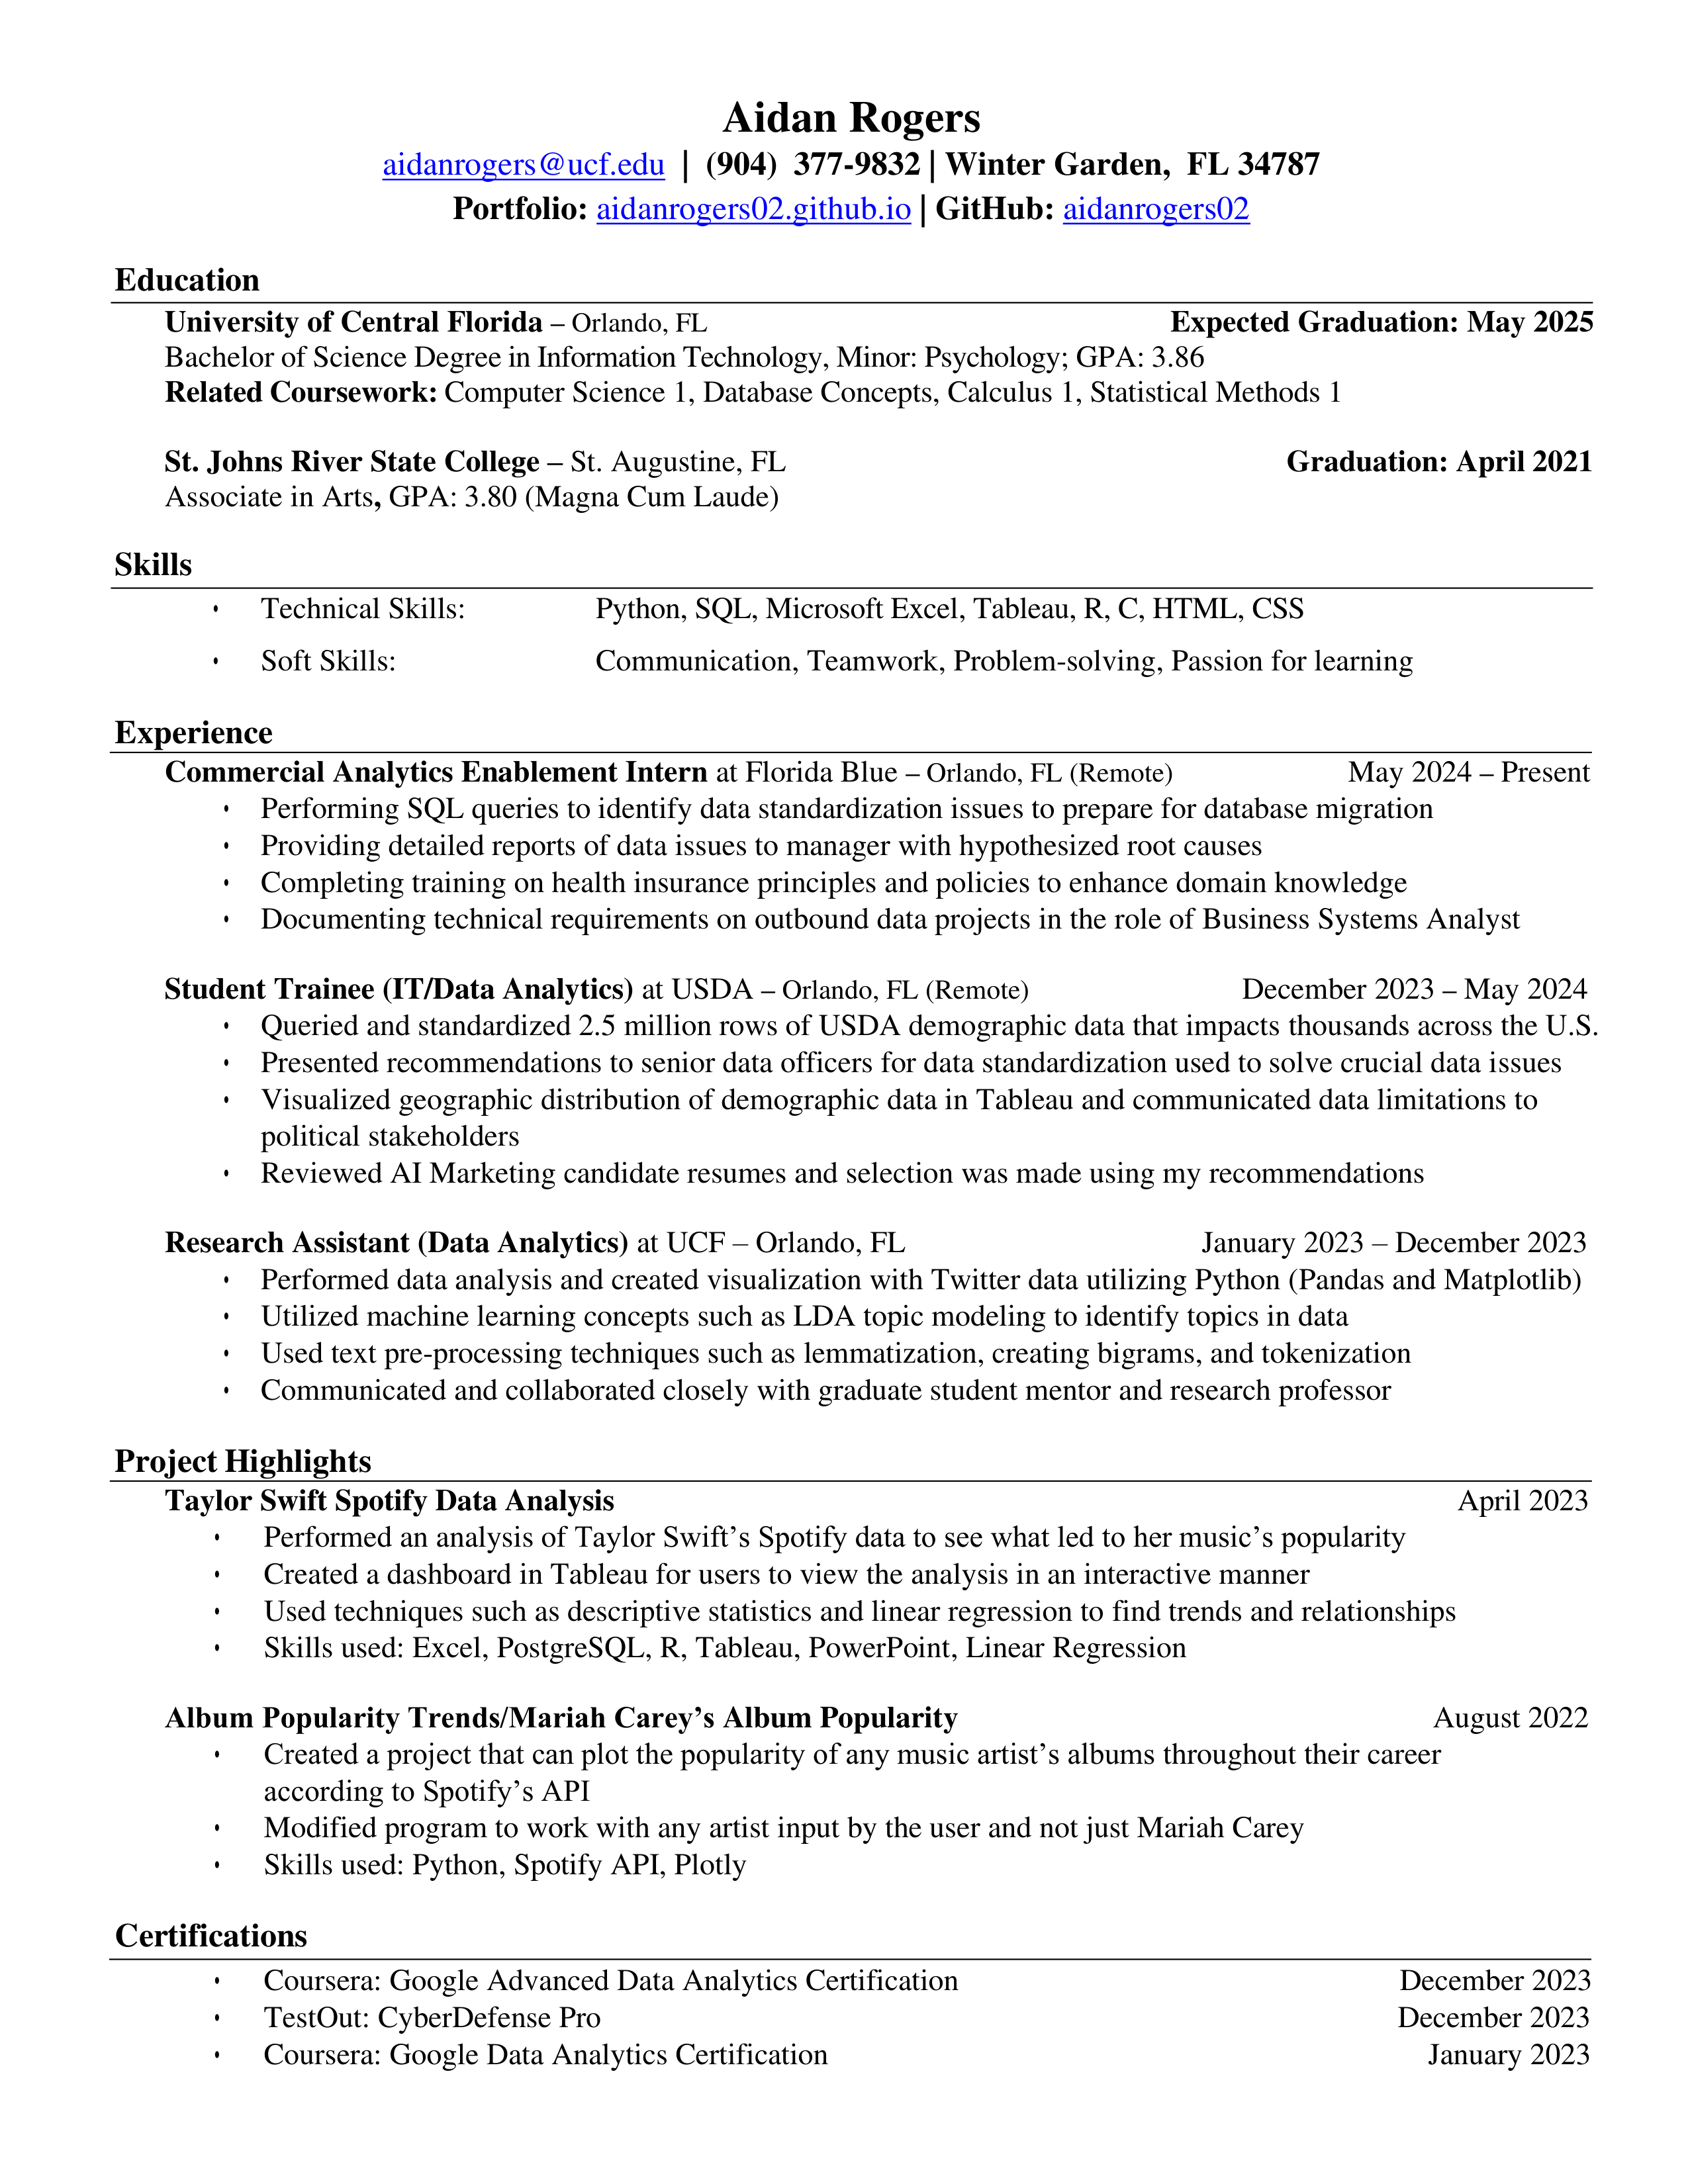 Aidan Rogers
aidanrogers@ucf.edu | (904) 377-9832 | Winter Garden, FL 34787
Portfolio: aidanrogers02.github.io | GitHub: aidanrogers02
Education
University of Central Florida – Orlando, FL Expected Graduation: May 2025
Bachelor of Science Degree in Information Technology, Minor: Psychology; GPA: 3.86
Related Coursework: Computer Science 1, Database Concepts, Calculus 1, Statistical Methods 1
St. Johns River State College – St. Augustine, FL Graduation: April 2021
Associate in Arts, GPA: 3.80 (Magna Cum Laude)
Skills
• Technical Skills: Python, SQL, Microsoft Excel, Tableau, R, C, HTML, CSS
• Soft Skills: Communication, Teamwork, Problem-solving, Passion for learning
Experience
Commercial Analytics Enablement Intern at Florida Blue – Orlando, FL (Remote) May 2024 – Present
• Performing SQL queries to identify data standardization issues to prepare for database migration
• Providing detailed reports of data issues to manager with hypothesized root causes
• Completing training on health insurance principles and policies to enhance domain knowledge
• Documenting technical requirements on outbound data projects in the role of Business Systems Analyst
Student Trainee (IT/Data Analytics) at USDA – Orlando, FL (Remote) December 2023 – May 2024
• Queried and standardized 2.5 million rows of USDA demographic data that impacts thousands across the U.S.
• Presented recommendations to senior data officers for data standardization used to solve crucial data issues
• Visualized geographic distribution of demographic data in Tableau and communicated data limitations to
political stakeholders
• Reviewed AI Marketing candidate resumes and selection was made using my recommendations
Research Assistant (Data Analytics) at UCF – Orlando, FL January 2023 – December 2023
• Performed data analysis and created visualization with Twitter data utilizing Python (Pandas and Matplotlib)
• Utilized machine learning concepts such as LDA topic modeling to identify topics in data
• Used text pre-processing techniques such as lemmatization, creating bigrams, and tokenization
• Communicated and collaborated closely with graduate student mentor and research professor
Project Highlights
Taylor Swift Spotify Data Analysis April 2023
• Performed an analysis of Taylor Swift’s Spotify data to see what led to her music’s popularity
• Created a dashboard in Tableau for users to view the analysis in an interactive manner
• Used techniques such as descriptive statistics and linear regression to find trends and relationships
• Skills used: Excel, PostgreSQL, R, Tableau, PowerPoint, Linear Regression
Album Popularity Trends/Mariah Carey’s Album Popularity August 2022
• Created a project that can plot the popularity of any music artist’s albums throughout their career
according to Spotify’s API
• Modified program to work with any artist input by the user and not just Mariah Carey
• Skills used: Python, Spotify API, Plotly
Certifications
• Coursera: Google Advanced Data Analytics Certification December 2023
• TestOut: CyberDefense Pro December 2023
• Coursera: Google Data Analytics Certification January 2023